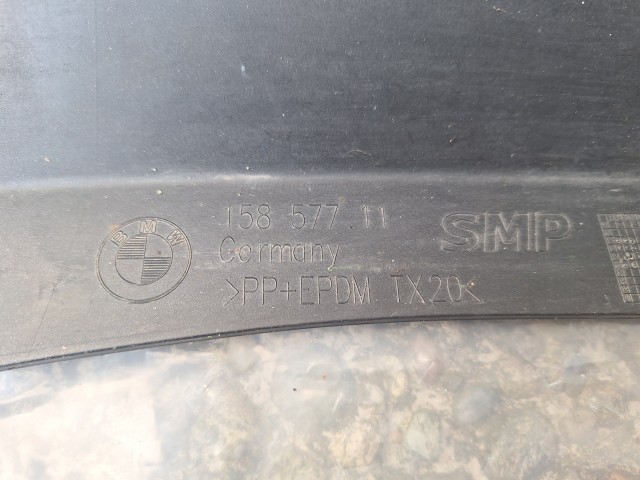 BMW
158 577.11
SMP
Germany
>PP+EPDM TX20<